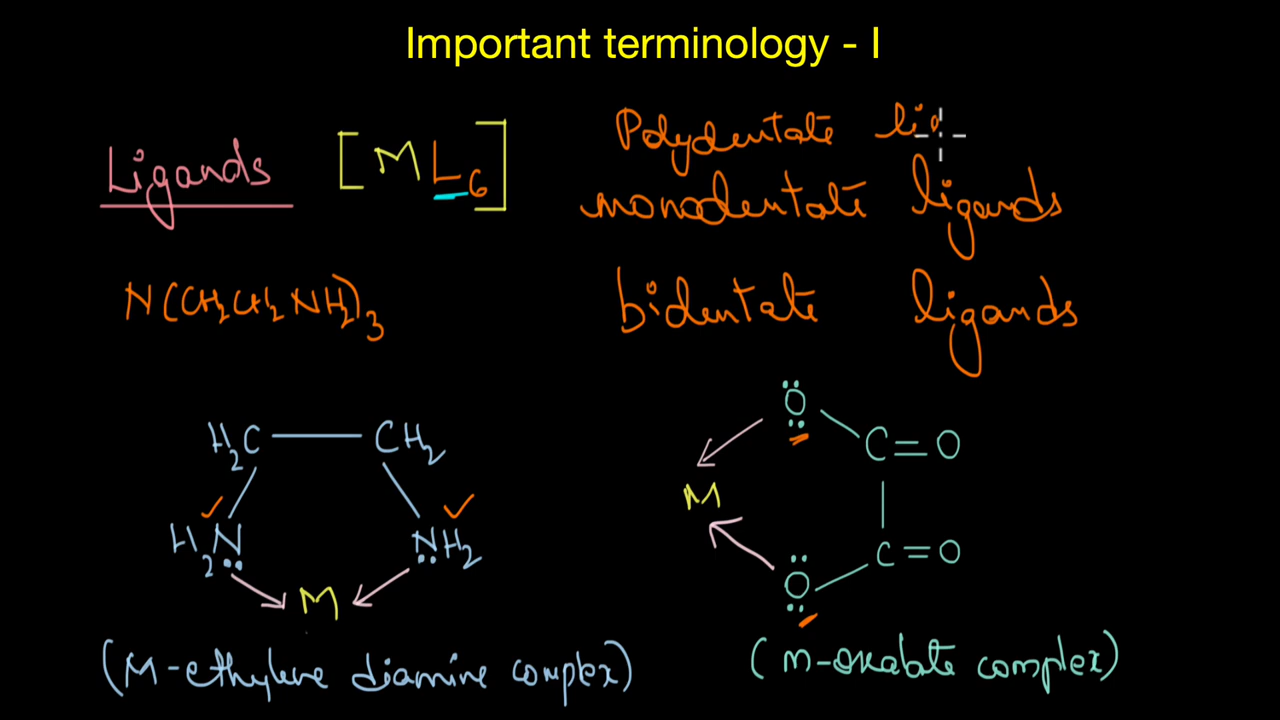 Important terminology - I
Ligands [ML6]
Polydentate lig
monodentate ligands
N(CH2CH2NH2)3
bidentate ligands
H2C — CH2
H2N NH2
M
(M-ethylene diamine complex)
O
C=O
M
C=O
O
(m-oxalate complex)